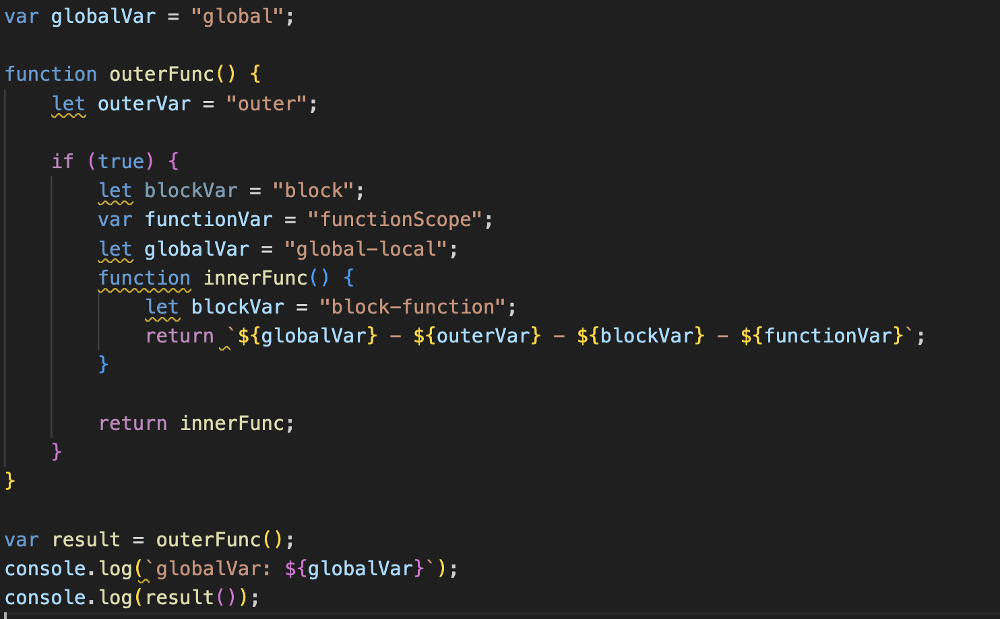 var globalVar = "global";
function outerFunc() {
let outerVar = "outer";
if (true) {
let blockVar = "block";
var functionVar = "functionScope";
let globalVar = "global-local";
function innerFunc() {
let blockVar = "block-function";
return `${globalVar} - ${outerVar} - ${blockVar} - ${functionVar}`;
}
return innerFunc;
}
}
var result = outerFunc();
console.log(`globalVar: ${globalVar}`);
console.log(result());